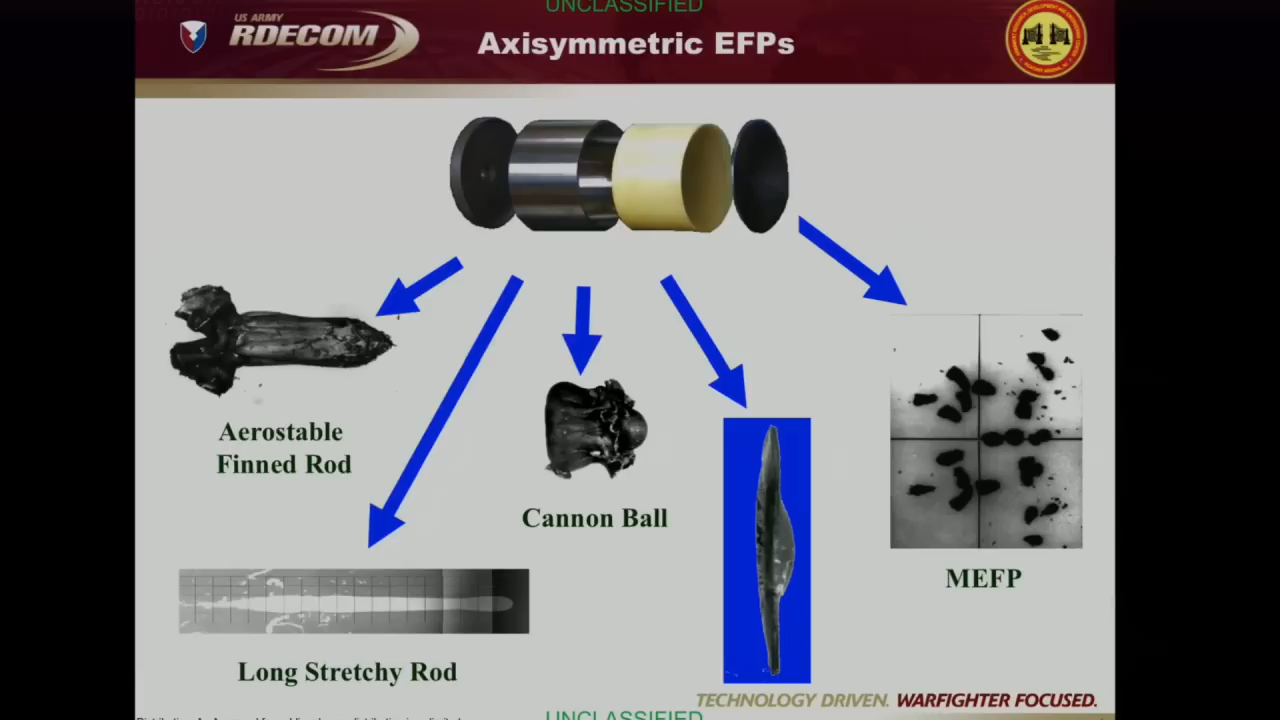 UNCLASSIFIED
US ARMY
RDECOM
Axisymmetric EFPs
Aerostable
Finned Rod
Cannon Ball
MEFP
Long Stretchy Rod
TECHNOLOGY DRIVEN. WARFIGHTER FOCUSED.
UNCLASSIFIED